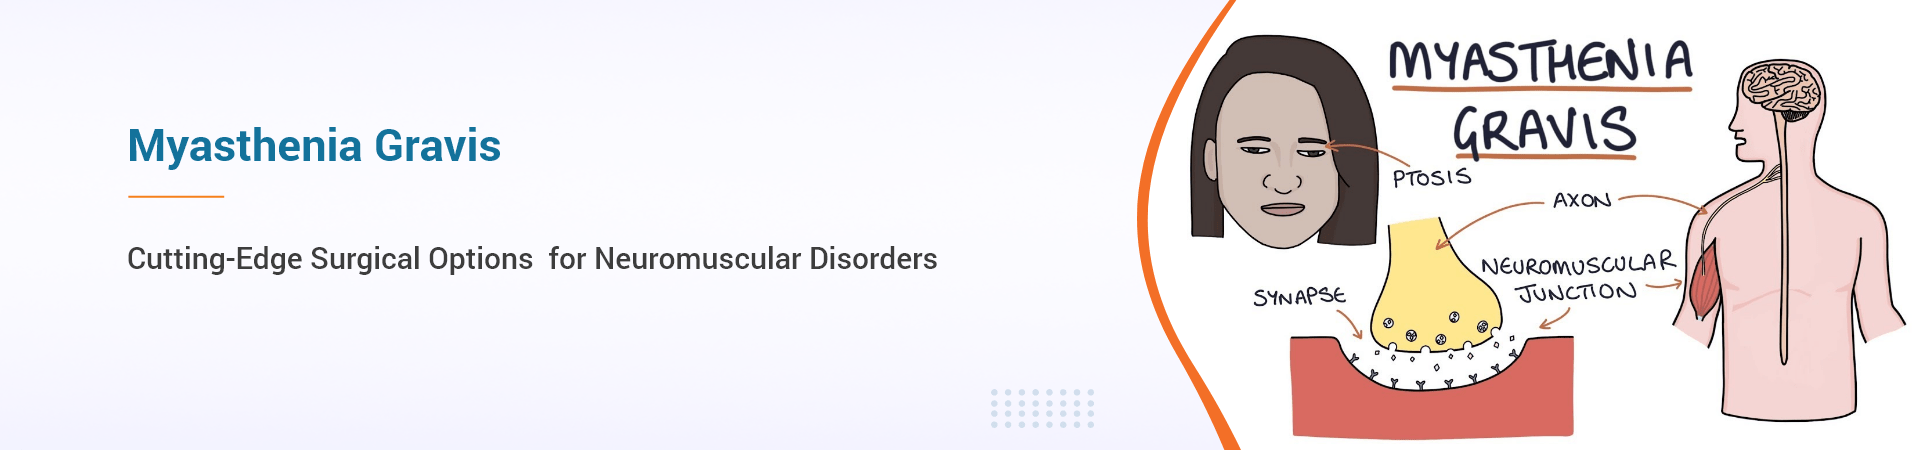 Myasthenia Gravis
Cutting-Edge Surgical Options  for Neuromuscular Disorders
MYASTHENIA
GRAVIS
PTOSIS
AXON
NEUROMUSCULAR
JUNCTION
SYNAPSE